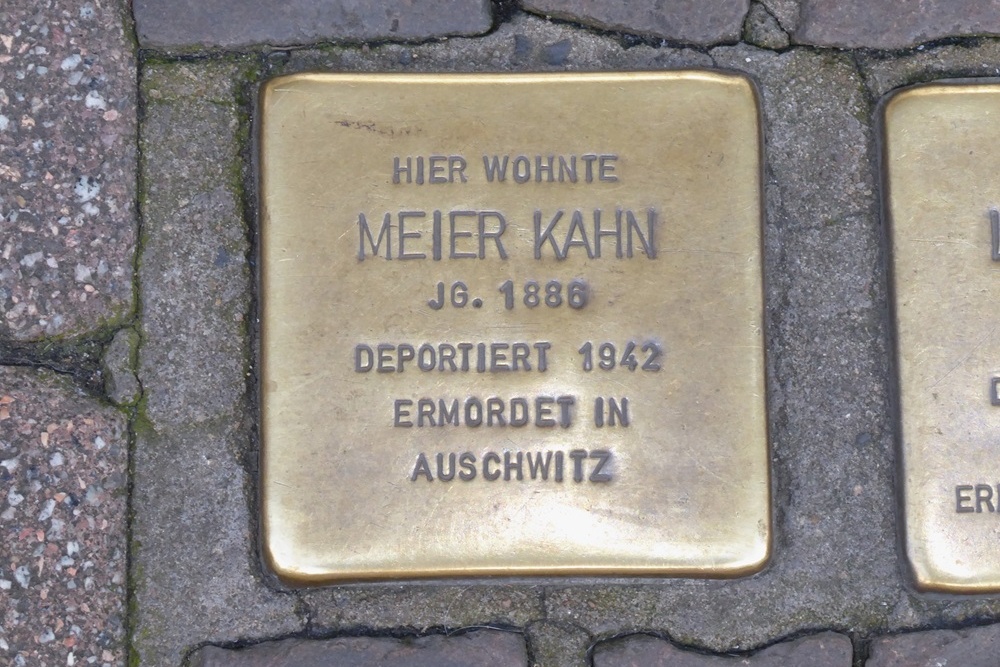 HIER WOHNTE
MEIER KAHN
JG. 1886
DEPORTIERT 1942
ERMORDET IN
AUSCHWITZ